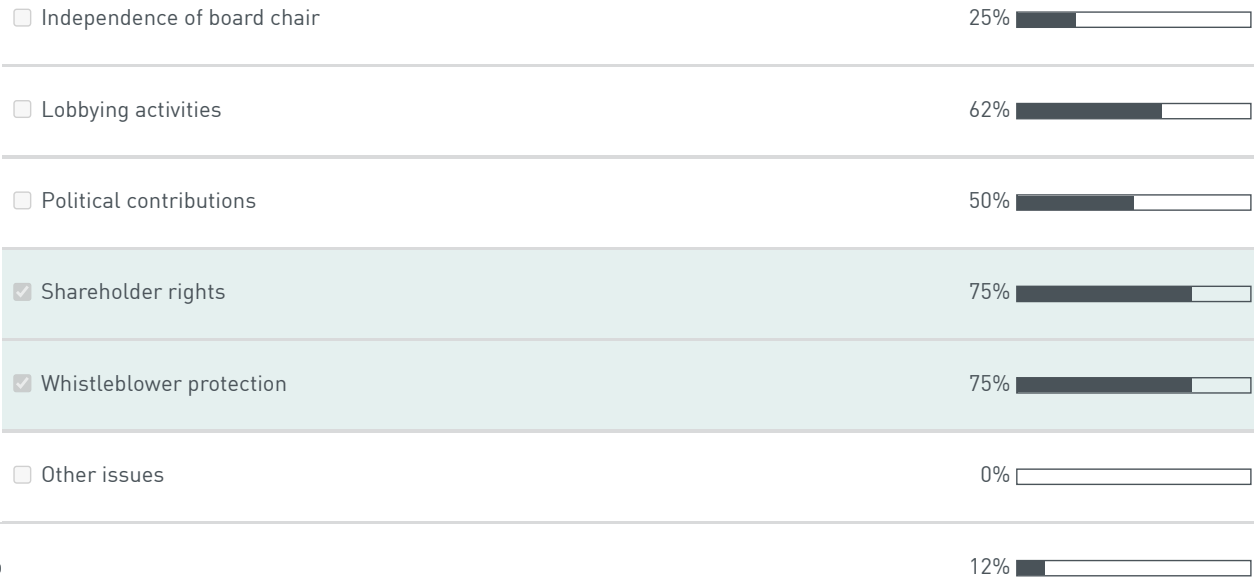 Independence of board chair 25%
Lobbying activities 62%
Political contributions 50%
Shareholder rights 75%
Whistleblower protection 75%
Other issues 0%
12%